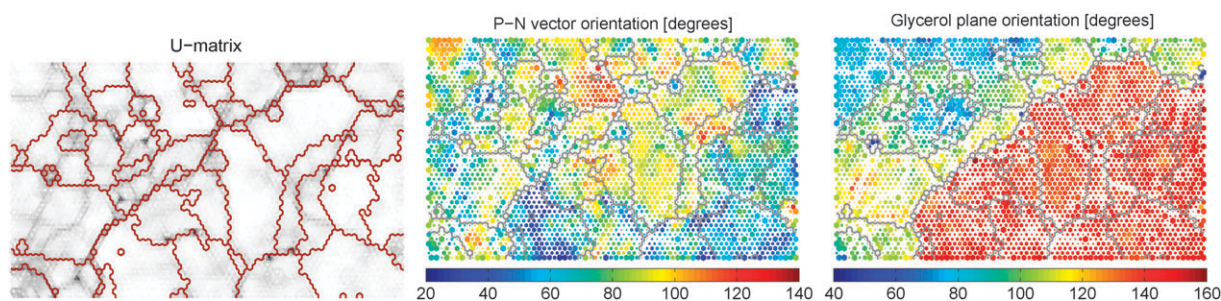 U−matrix
P−N vector orientation [degrees]
Glycerol plane orientation [degrees]
20 40 60 80 100 120 140
40 60 80 100 120 140 160